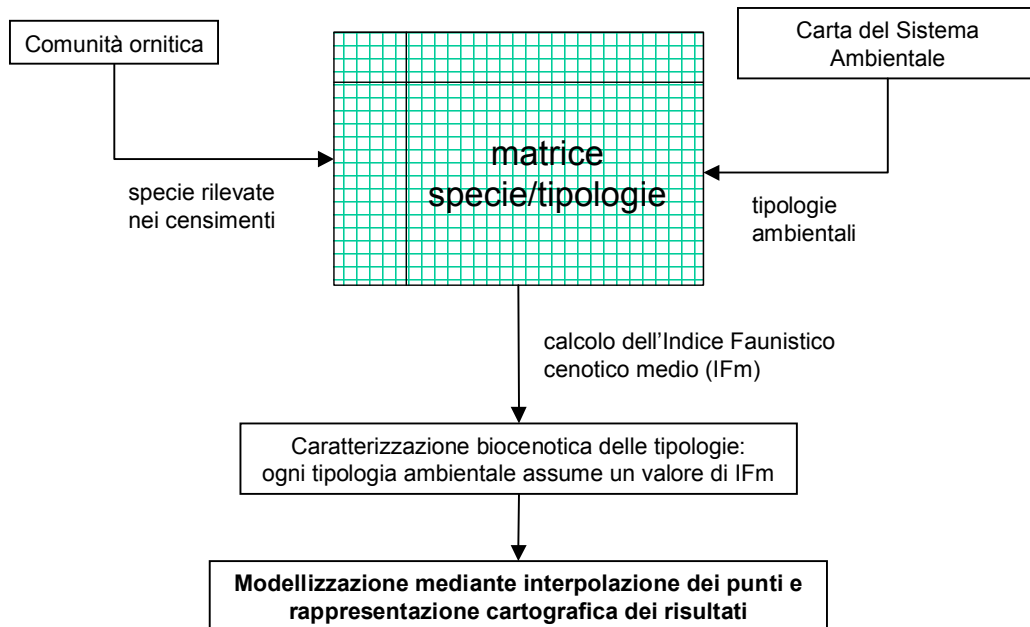 Comunità ornitica
Carta del Sistema
Ambientale
matrice
specie/tipologie
specie rilevate
nei censimenti
tipologie
ambientali
calcolo dell’Indice Faunistico
cenotico medio (IFm)
Caratterizzazione biocenotica delle tipologie:
ogni tipologia ambientale assume un valore di IFm
Modellizzazione mediante interpolazione dei punti e
rappresentazione cartografica dei risultati